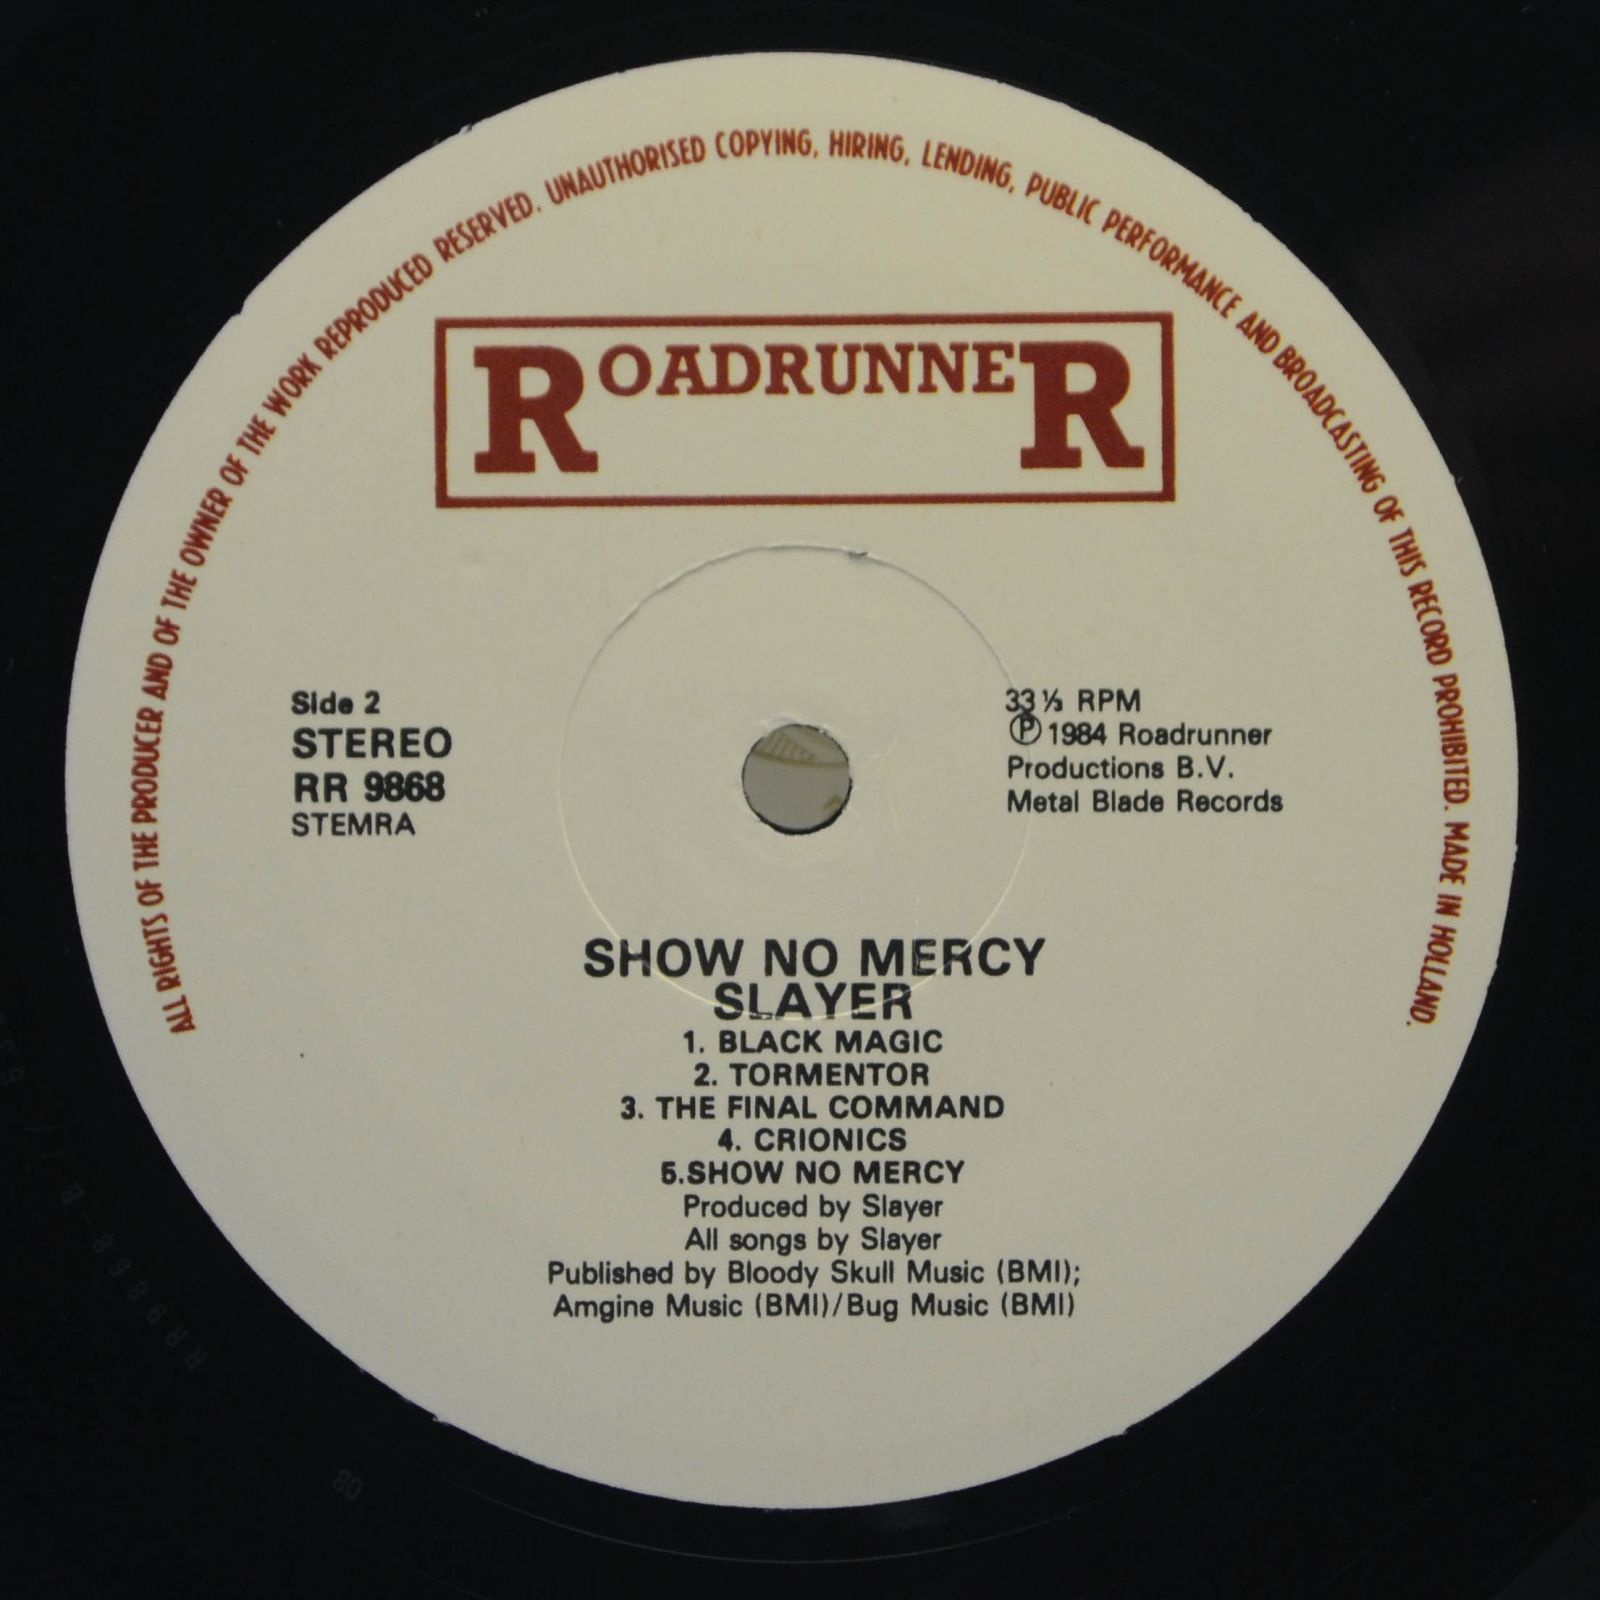 ALL RIGHTS OF THE PRODUCER AND OF THE OWNER OF THE WORK REPRODUCED RESERVED. UNAUTHORISED COPYING, HIRING, LENDING, PUBLIC PERFORMANCE AND BROADCASTING OF THIS RECORD PROHIBITED. MADE IN HOLLAND.
ROADRUNNER
Side 2
STEREO
RR 9868
STEMRA
33⅓ RPM
Ⓟ 1984 Roadrunner
Productions B.V.
Metal Blade Records
SHOW NO MERCY
SLAYER
1. BLACK MAGIC
2. TORMENTOR
3. THE FINAL COMMAND
4. CRIONICS
5.SHOW NO MERCY
Produced by Slayer
All songs by Slayer
Published by Bloody Skull Music (BMI);
Amgine Music (BMI)/Bug Music (BMI)
RR9868-B